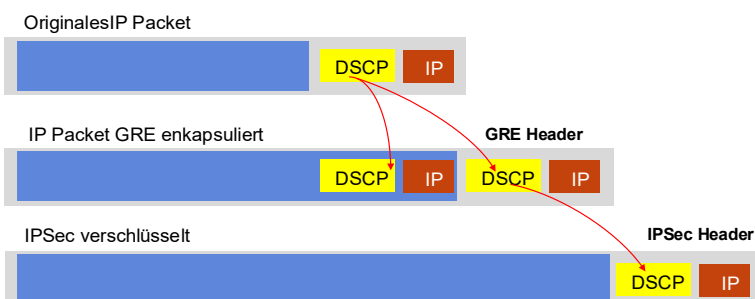 OriginalesIP Packet
DSCP IP
IP Packet GRE enkapsuliert GRE Header
DSCP IP DSCP IP
IPSec verschlüsselt IPSec Header
DSCP IP